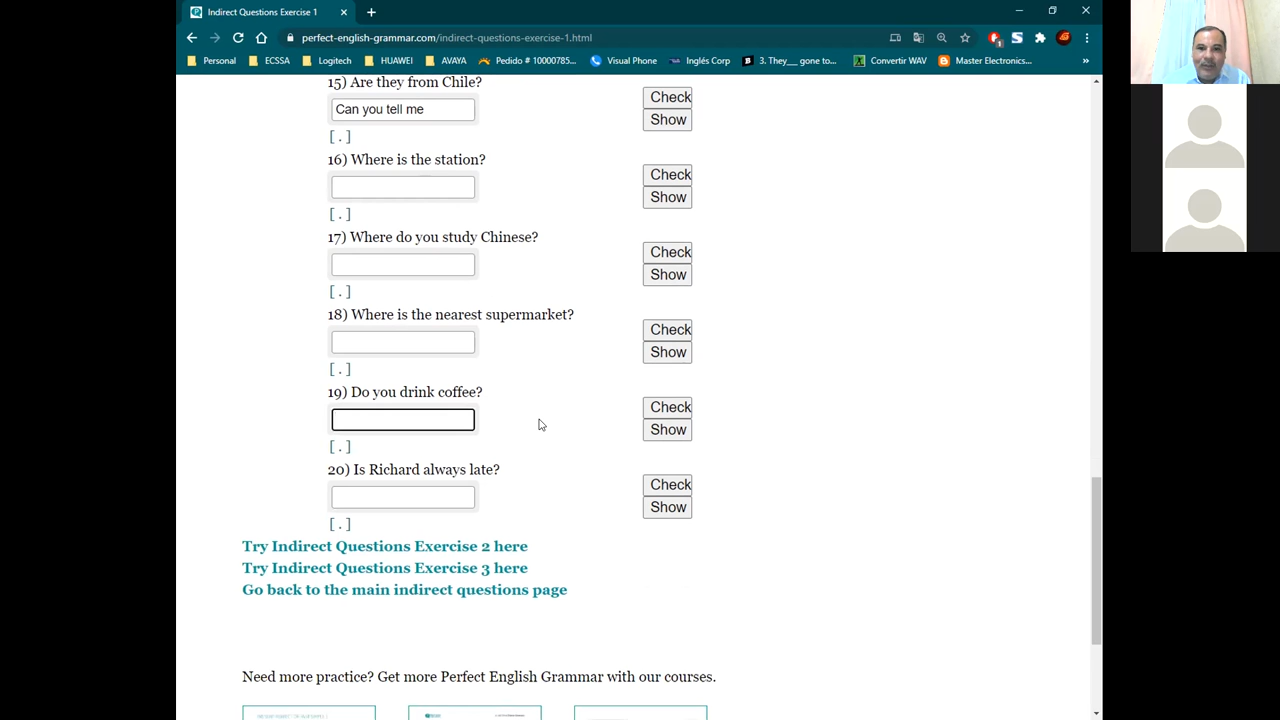 Indirect Questions Exercise 1
perfect-english-grammar.com/indirect-questions-exercise-1.html
Personal ECSSA Logitech HUAWEI AVAYA Pedido # 10000785... Visual Phone Inglés Corp 3. They___ gone to... Convertir WAV Master Electronics...
15) Are they from Chile?
Can you tell me
Check
Show
[ . ]
16) Where is the station?
Check
Show
[ . ]
17) Where do you study Chinese?
Check
Show
[ . ]
18) Where is the nearest supermarket?
Check
Show
[ . ]
19) Do you drink coffee?
Check
Show
[ . ]
20) Is Richard always late?
Check
Show
[ . ]
Try Indirect Questions Exercise 2 here
Try Indirect Questions Exercise 3 here
Go back to the main indirect questions page
Need more practice? Get more Perfect English Grammar with our courses.